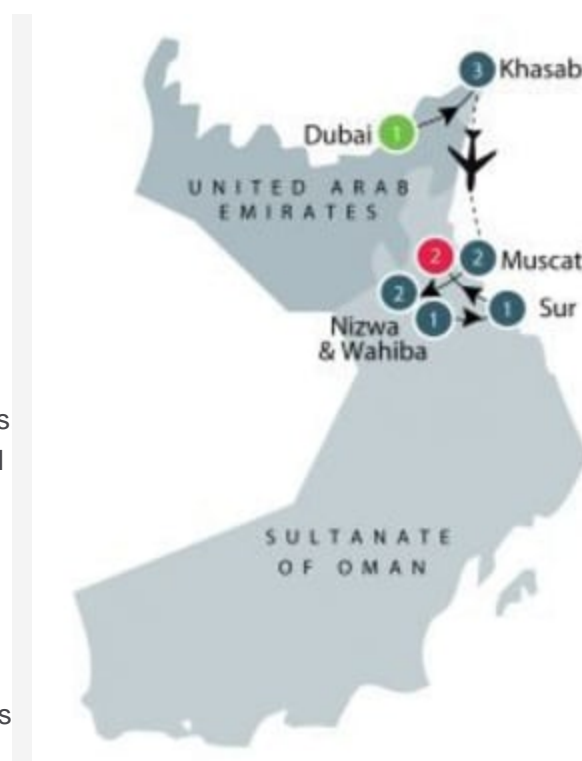 3 Khasab
Dubai 1
UNITED ARAB
EMIRATES
2 2 Muscat
2
1 Sur
Nizwa 1
& Wahiba
s
SULTANATE
OF OMAN
s